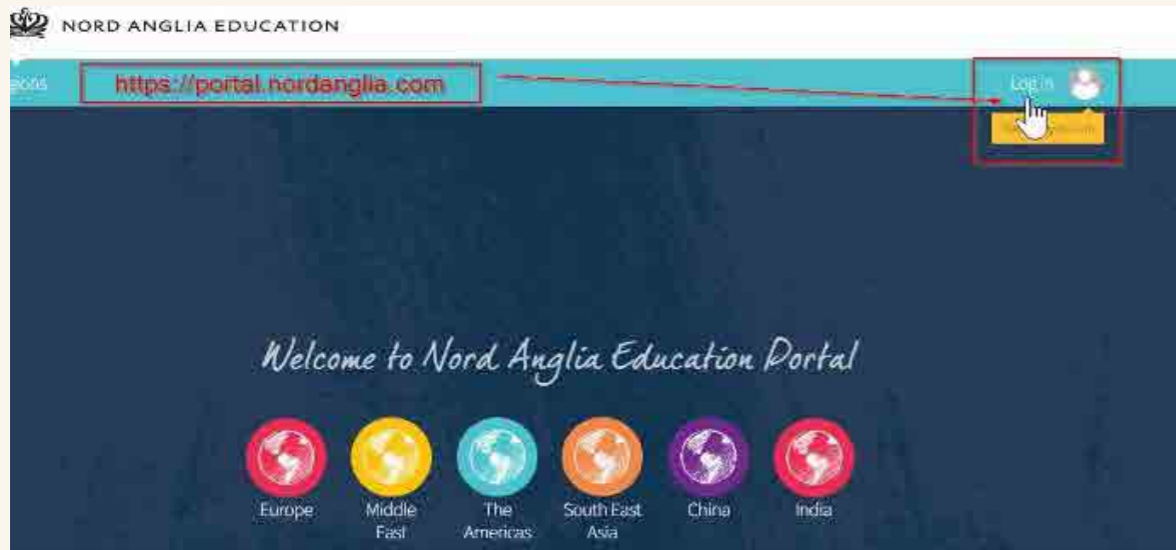 NORD ANGLIA EDUCATION
https://portal.nordanglia.com
Log in
Welcome to Nord Anglia Education Portal
Europe
Middle
East
The
Americas
South East
Asia
China
India